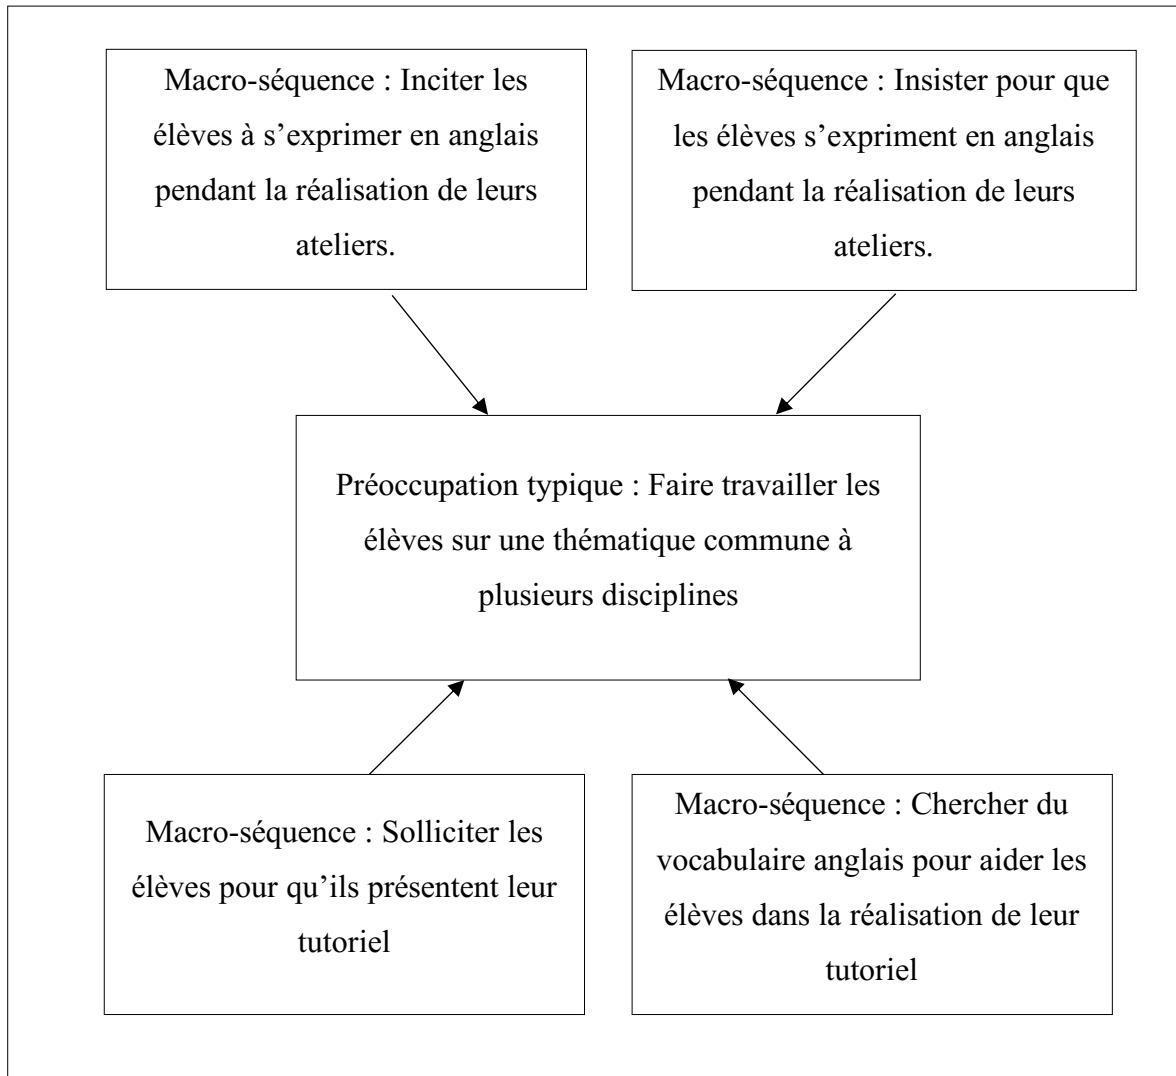 Macro-séquence : Inciter les
élèves à s’exprimer en anglais
pendant la réalisation de leurs
ateliers.
Macro-séquence : Insister pour que
les élèves s’expriment en anglais
pendant la réalisation de leurs
ateliers.
Préoccupation typique : Faire travailler les
élèves sur une thématique commune à
plusieurs disciplines
Macro-séquence : Solliciter les
élèves pour qu’ils présentent leur
tutoriel
Macro-séquence : Chercher du
vocabulaire anglais pour aider les
élèves dans la réalisation de leur
tutoriel